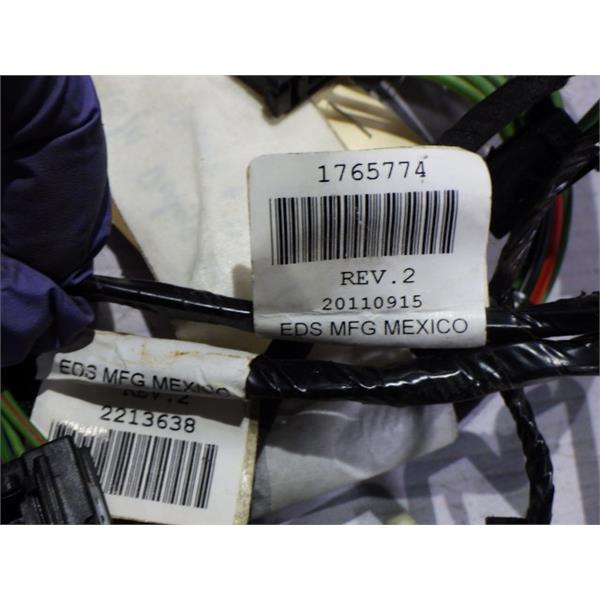 1765774
REV.2
20110915
EDS MFG MEXICO
EDS MFG MEXICO
REV.2
2213638